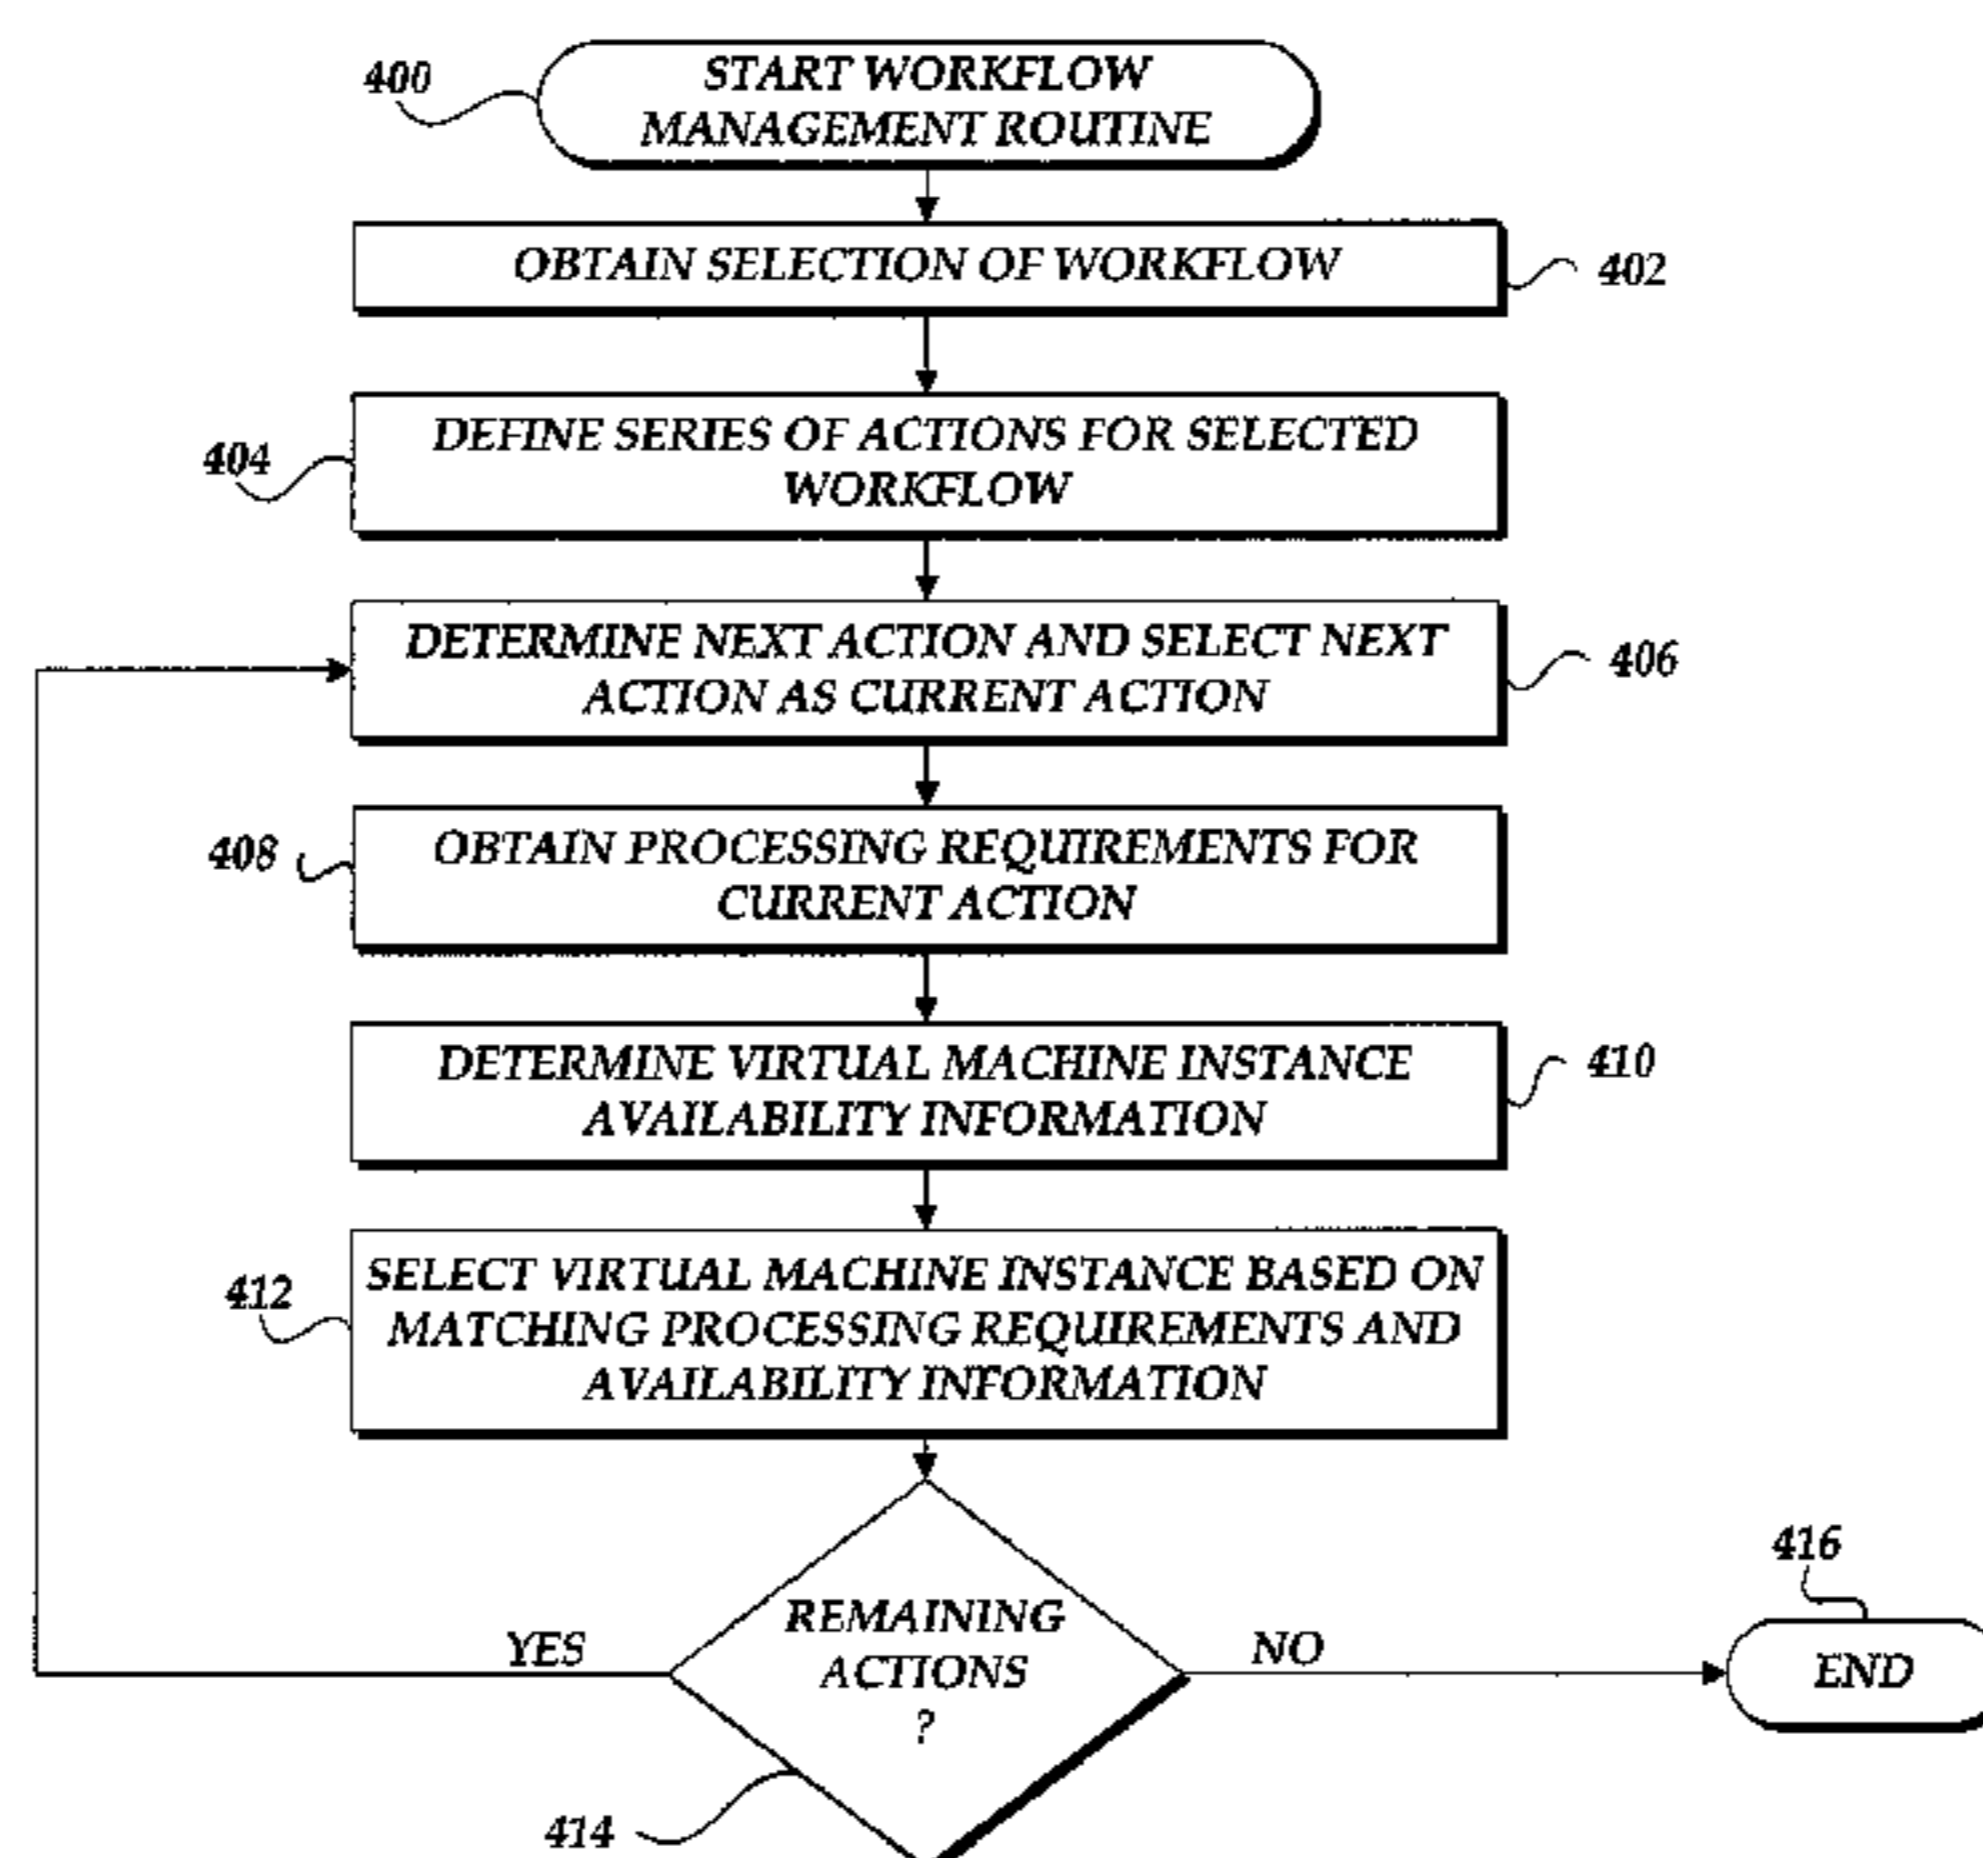 400
START WORKFLOW
MANAGEMENT ROUTINE
OBTAIN SELECTION OF WORKFLOW
402
DEFINE SERIES OF ACTIONS FOR SELECTED
WORKFLOW
404
DETERMINE NEXT ACTION AND SELECT NEXT
ACTION AS CURRENT ACTION
406
408
OBTAIN PROCESSING REQUIREMENTS FOR
CURRENT ACTION
DETERMINE VIRTUAL MACHINE INSTANCE
AVAILABILITY INFORMATION
410
412
SELECT VIRTUAL MACHINE INSTANCE BASED ON
MATCHING PROCESSING REQUIREMENTS AND
AVAILABILITY INFORMATION
YES
REMAINING
ACTIONS
?
NO
416
END
414